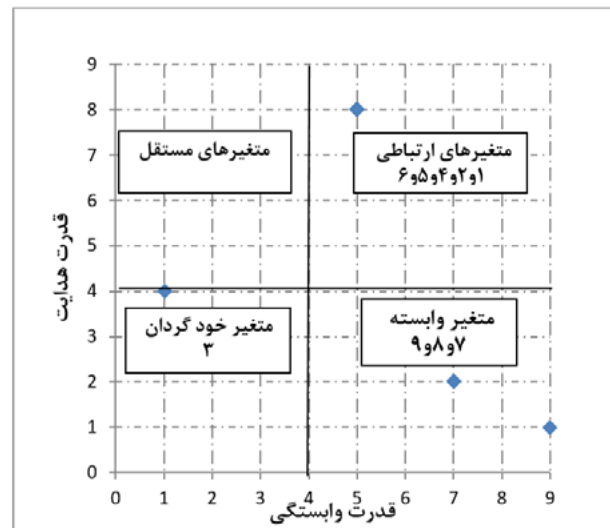 9
8
7
6
5
4
3
2
1
0
قدرت هدایت
متغیرهای مستقل
متغیرهای ارتباطی
۱و۲و۴و۵و۶
متغیر خود گردان
۳
متغیر وابسته
۷و۸و۹
0 1 2 3 4 5 6 7 8 9
قدرت وابستگی